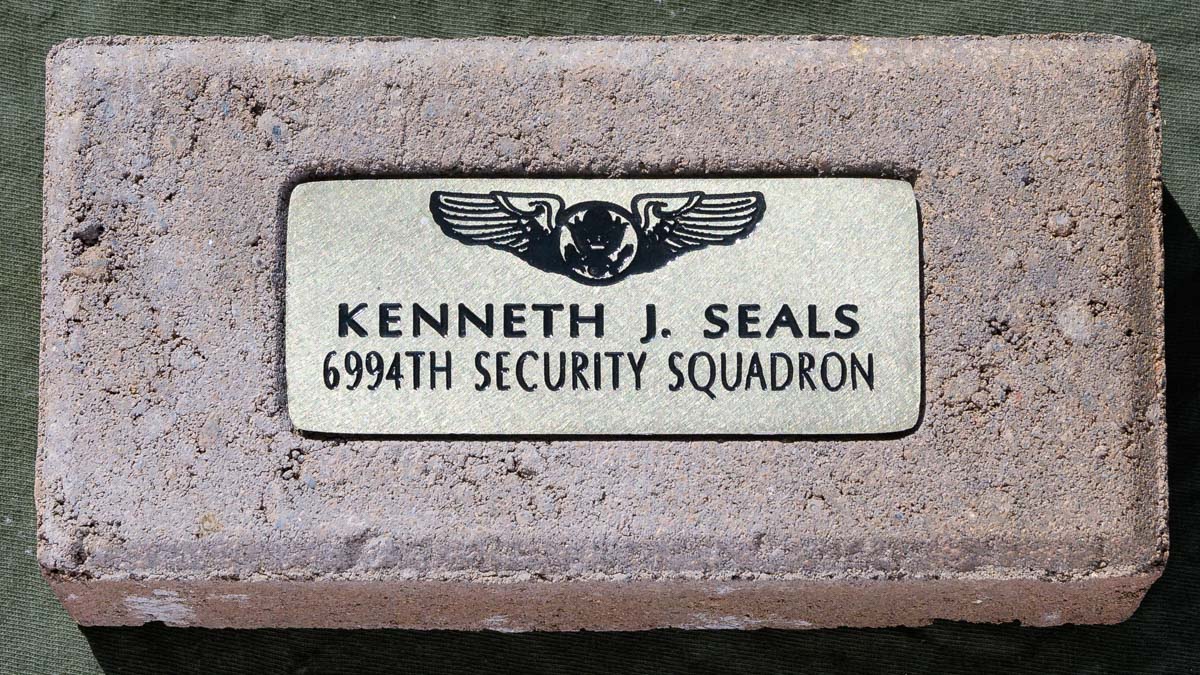 KENNETH J. SEALS
6994TH SECURITY SQUADRON